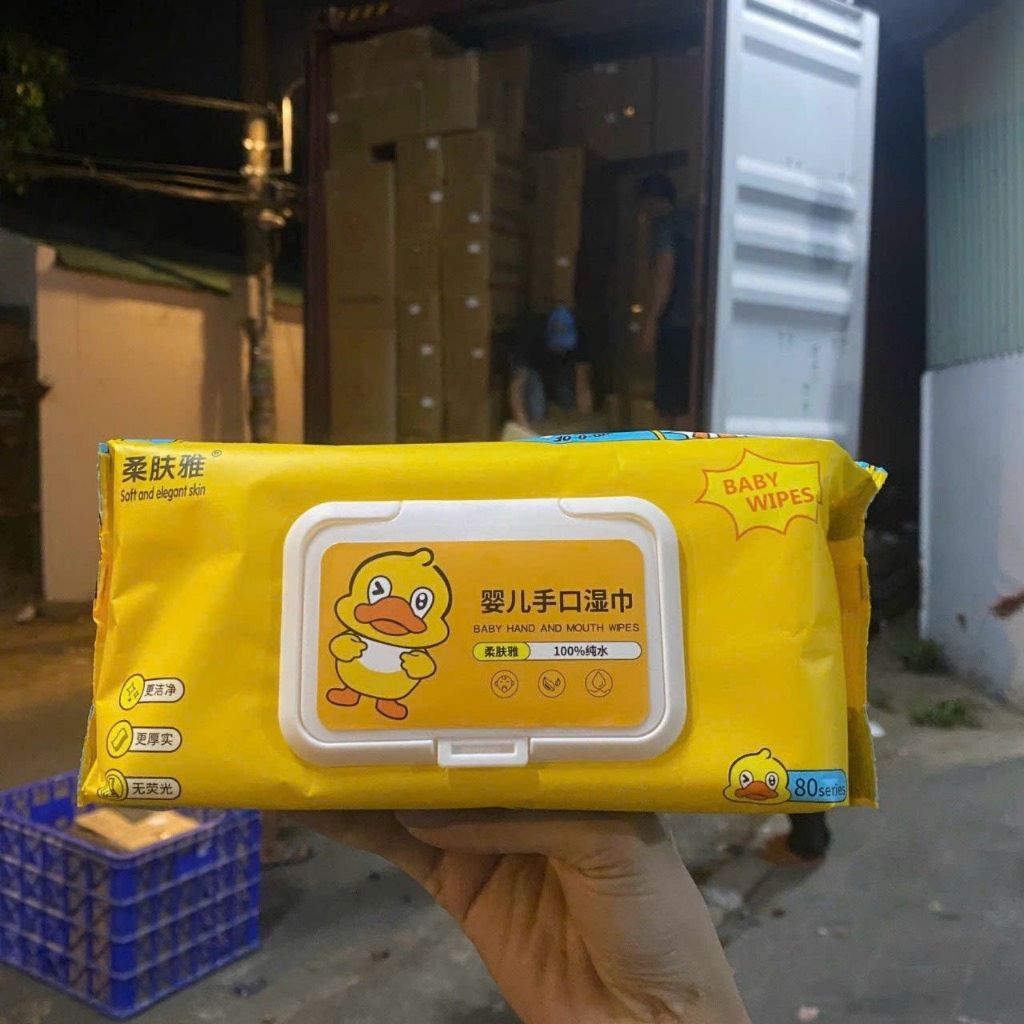 柔肤雅®
Soft and elegant skin
BABY
WIPES
婴儿手口湿巾
BABY HAND AND MOUTH WIPES
柔肤雅 100%纯水
更洁净
更厚实
无荧光
80series